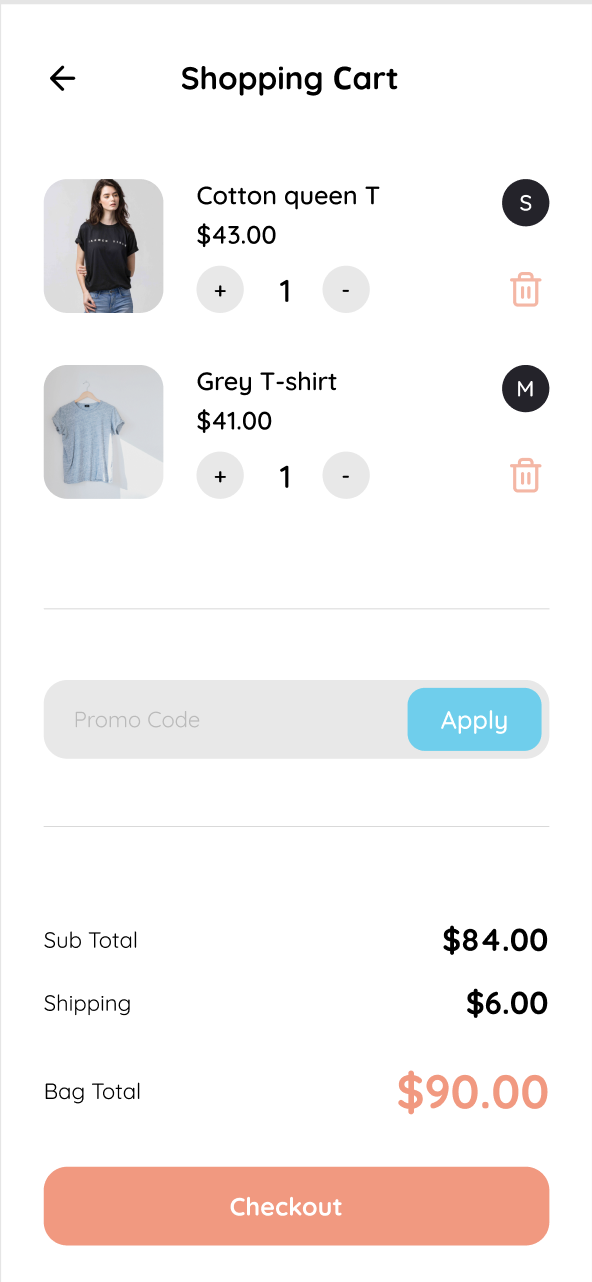 Shopping Cart
Cotton queen T
S
$43.00
+ 1 -
Grey T-shirt
M
$41.00
+ 1 -
Promo Code
Apply
Sub Total $84.00
Shipping $6.00
Bag Total $90.00
Checkout